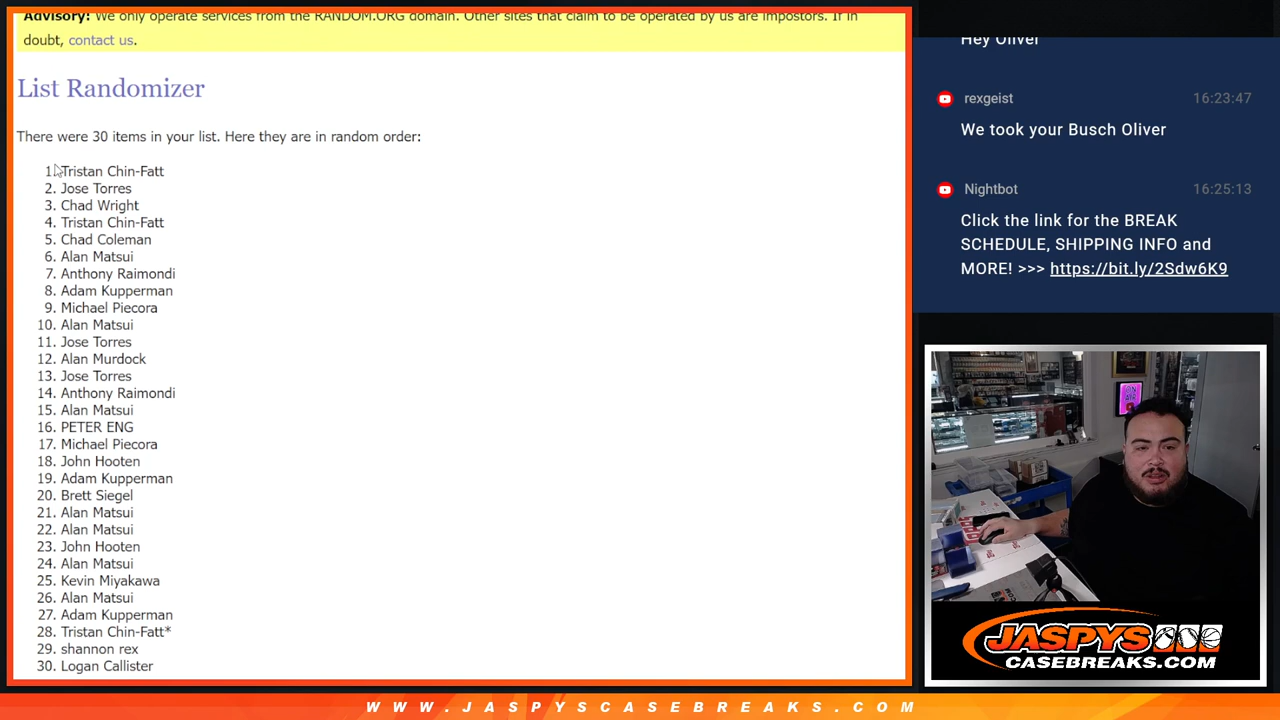 Advisory: We only operate services from the RANDOM.ORG domain. Other sites that claim to be operated by us are impostors. If in
doubt, contact us.
List Randomizer
There were 30 items in your list. Here they are in random order:
1. Tristan Chin-Fatt
2. Jose Torres
3. Chad Wright
4. Tristan Chin-Fatt
5. Chad Coleman
6. Alan Matsui
7. Anthony Raimondi
8. Adam Kupperman
9. Michael Piecora
10. Alan Matsui
11. Jose Torres
12. Alan Murdock
13. Jose Torres
14. Anthony Raimondi
15. Alan Matsui
16. PETER ENG
17. Michael Piecora
18. John Hooten
19. Adam Kupperman
20. Brett Siegel
21. Alan Matsui
22. Alan Matsui
23. John Hooten
24. Alan Matsui
25. Kevin Miyakawa
26. Alan Matsui
27. Adam Kupperman
28. Tristan Chin-Fatt*
29. shannon rex
30. Logan Callister
Hey Oliver
rexgeist 16:23:47
We took your Busch Oliver
Nightbot 16:25:13
Click the link for the BREAK
SCHEDULE, SHIPPING INFO and
MORE! >>> https://bit.ly/2Sdw6K9
ON AIR
JASPYS
CASEBREAKS.COM
WWW.JASPYSCASEBREAKS.COM